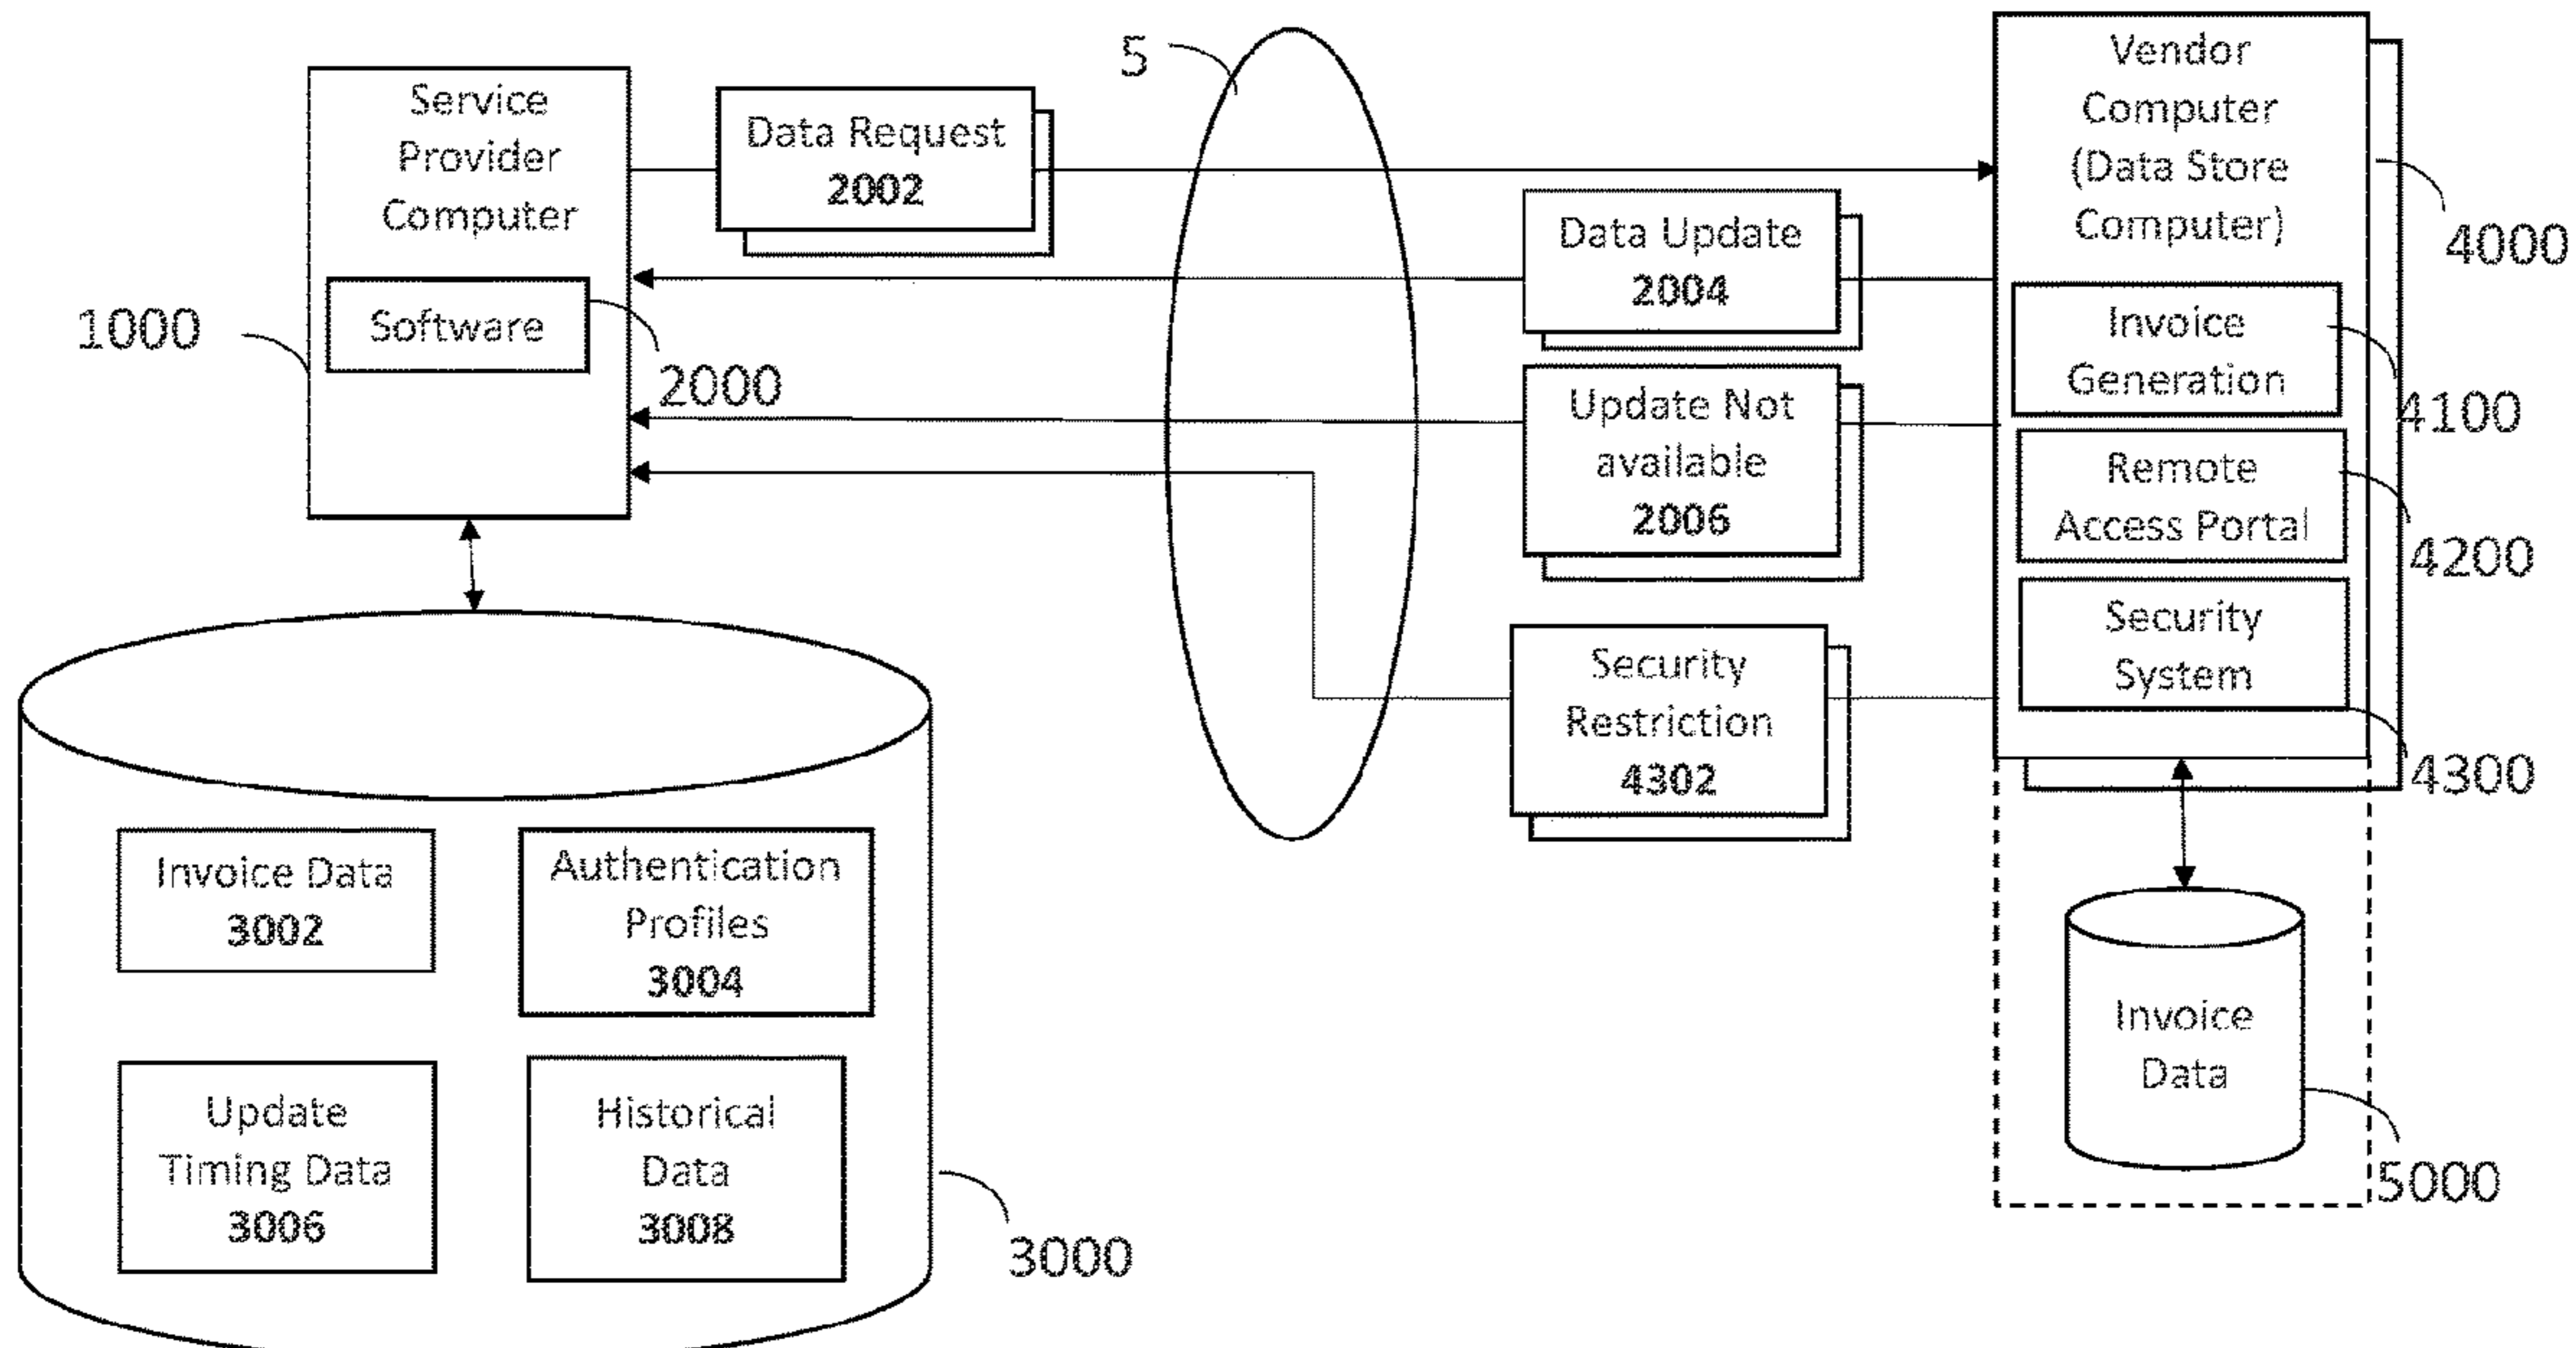 5
Service
Provider
Computer
Software
1000
2000
Data Request
2002
Data Update
2004
Update Not
available
2006
Security
Restriction
4302
Vendor
Computer
(Data Store
Computer)
4000
Invoice
Generation
4100
Remote
Access Portal
4200
Security
System
4300
Invoice Data
3002
Authentication
Profiles
3004
Update
Timing Data
3006
Historical
Data
3008
3000
Invoice
Data
5000